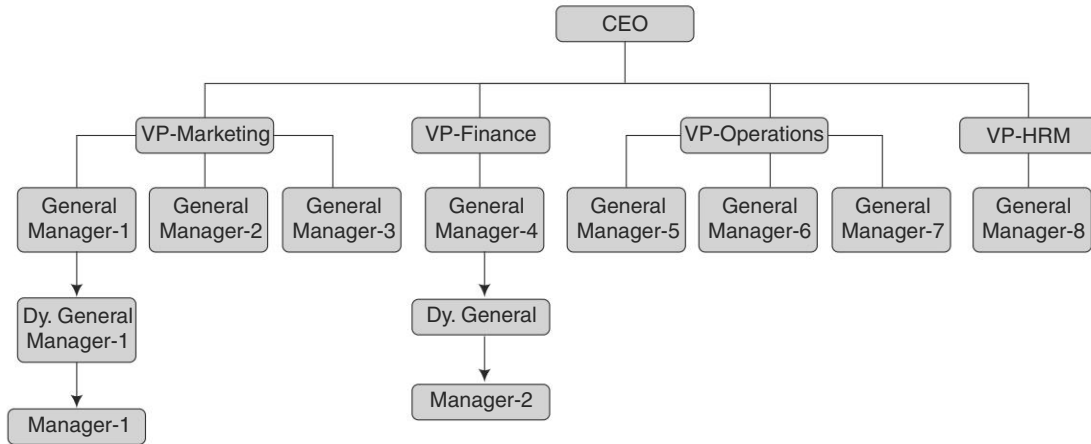 CEO
VP-Marketing
VP-Finance
VP-Operations
VP-HRM
General
Manager-1
General
Manager-2
General
Manager-3
General
Manager-4
General
Manager-5
General
Manager-6
General
Manager-7
General
Manager-8
Dy. General
Manager-1
Dy. General
Manager-1
Manager-2